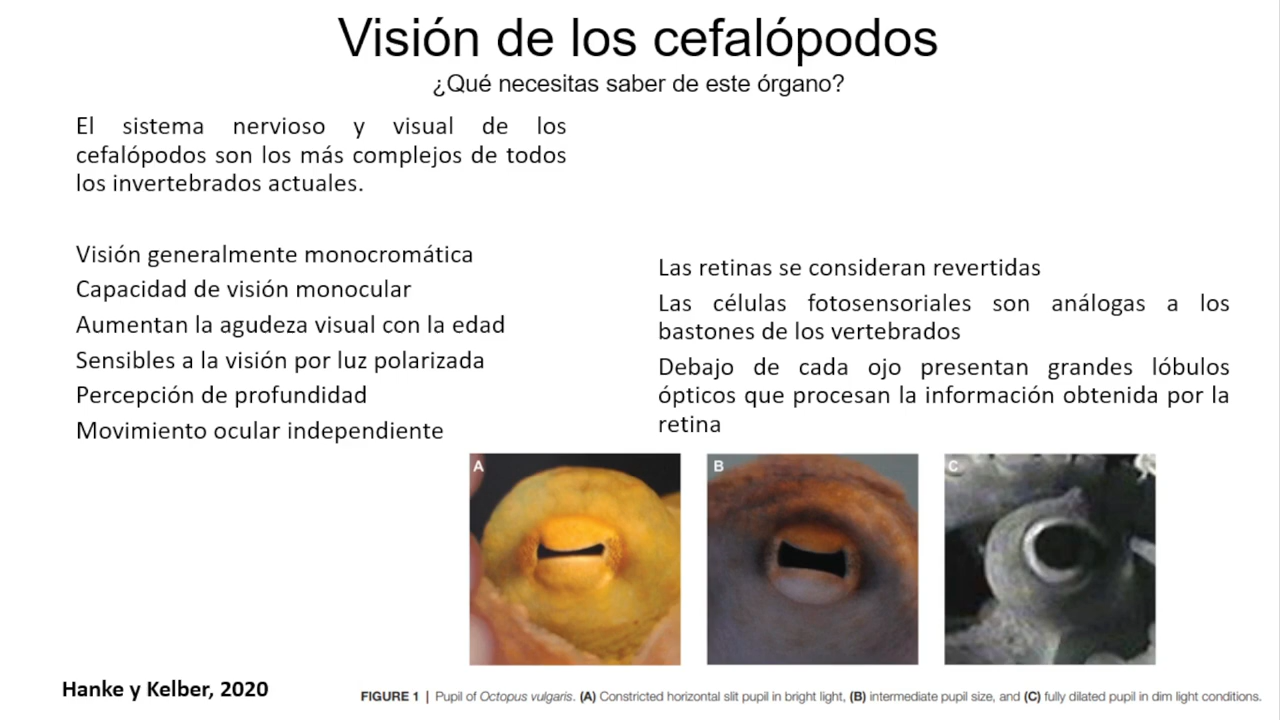 Visión de los cefalópodos
¿Qué necesitas saber de este órgano?
El sistema nervioso y visual de los
cefalópodos son los más complejos de todos
los invertebrados actuales.
Visión generalmente monocromática
Capacidad de visión monocular
Aumentan la agudeza visual con la edad
Sensibles a la visión por luz polarizada
Percepción de profundidad
Movimiento ocular independiente
Las retinas se consideran revertidas
Las células fotosensoriales son análogas a los
bastones de los vertebrados
Debajo de cada ojo presentan grandes lóbulos
ópticos que procesan la información obtenida por la
retina
A
B
C
Hanke y Kelber, 2020
FIGURE 1 | Pupil of Octopus vulgaris. (A) Constricted horizontal slit pupil in bright light, (B) intermediate pupil size, and (C) fully dilated pupil in dim light conditions.